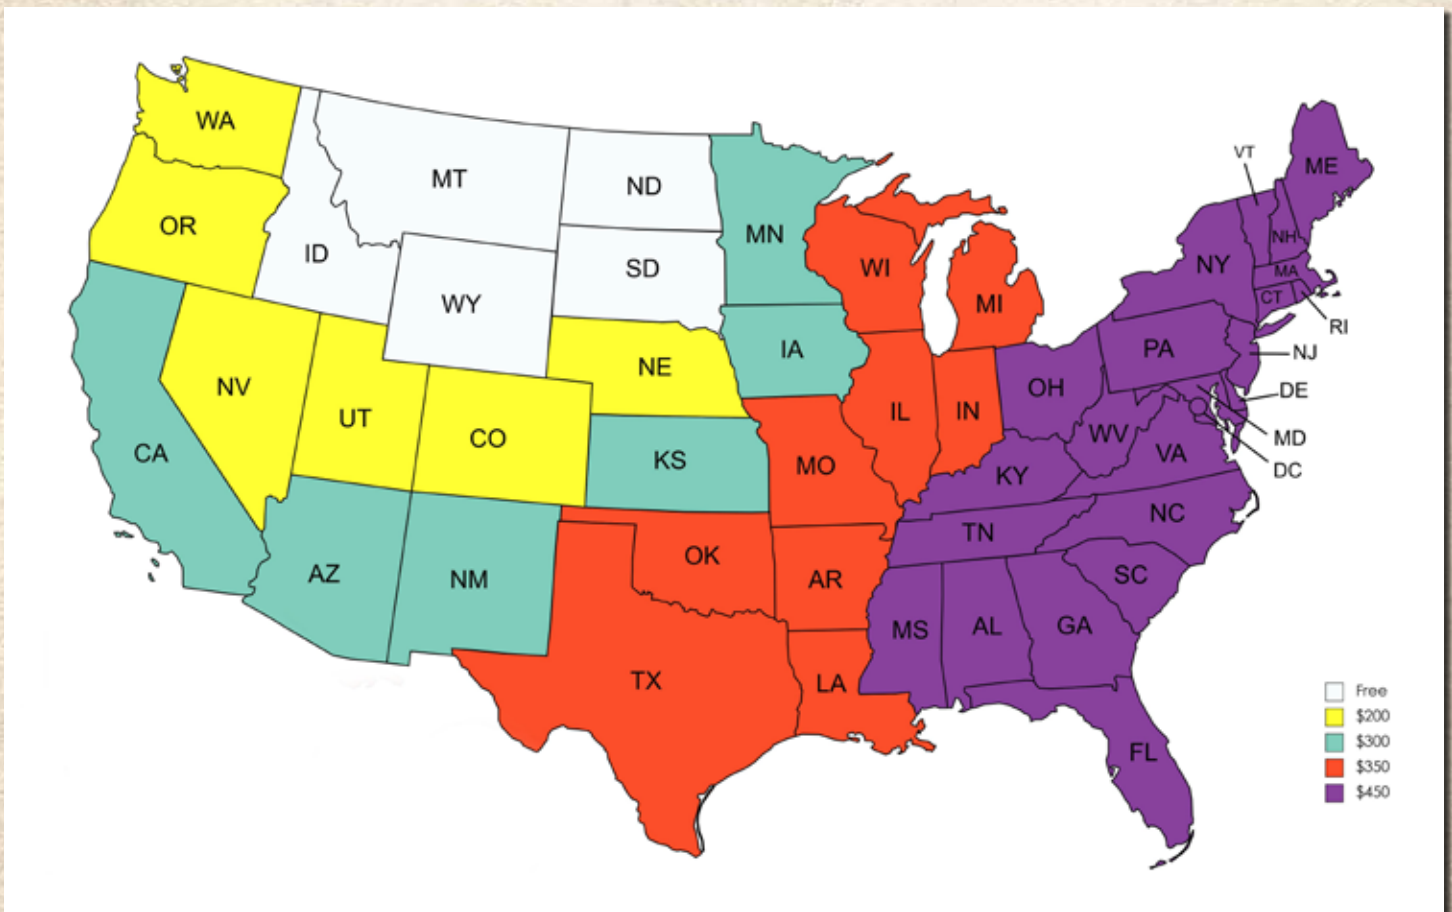 WA
MT
ND
MN
ME
VT
OR
ID
SD
WI
NH
NY
MA
WY
MI
CT
RI
IA
PA
NJ
NE
NV
OH
DE
UT
IL
IN
CO
WV
MD
CA
KS
MO
VA
DC
KY
NC
TN
OK
AZ
NM
AR
SC
MS
AL
GA
TX
LA
FL
Free
$200
$300
$350
$450